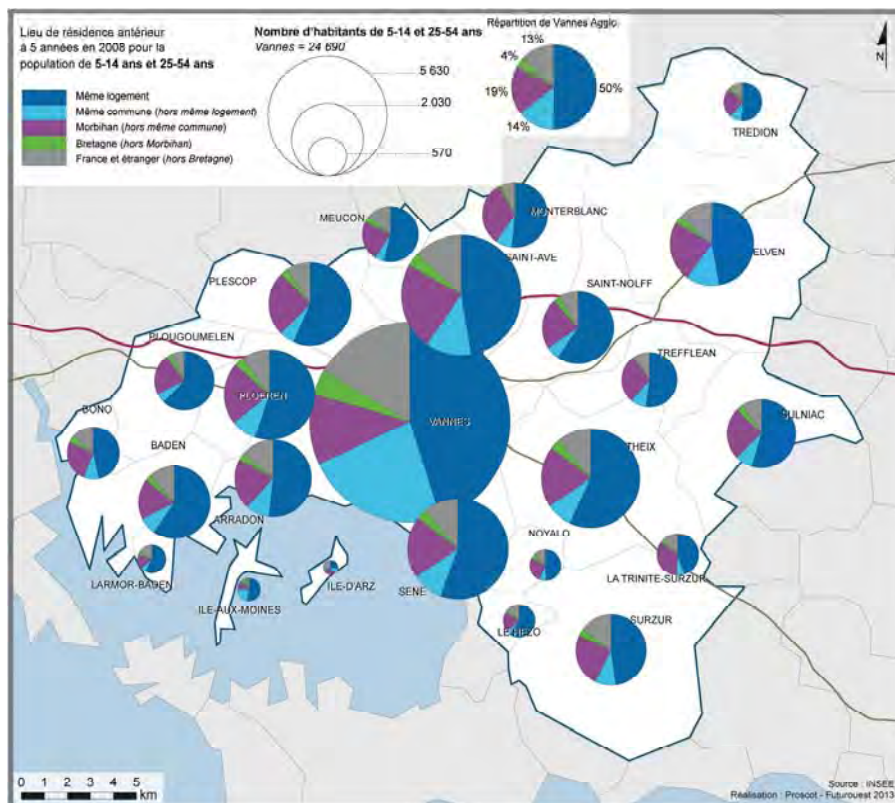 Lieu de résidence antérieur
à 5 années en 2008 pour la
population de 5-14 ans et 25-54 ans
Même logement
Même commune (hors même logement)
Morbihan (hors même commune)
Bretagne (hors Morbihan)
France et étranger (hors Bretagne)
Nombre d'habitants de 5-14 et 25-54 ans
Vannes = 24 690
5 630
2 030
570
Répartition de Vannes Agglo.
13%
4%
19%
50%
14%
N
TREDION
MEUCON
MONTERBLANC
ELVEN
SAINT-AVE
PLESCOP
SAINT-NOLFF
PLOUGOUMELEN
TREFFLEAN
PLOEREN
BONO
SULNIAC
VANNES
BADEN
THEIX
ARRADON
NOYALO
LARMOR-BADEN
ILE-D'ARZ
LA TRINITE-SURZUR
SENE
ILE-AUX-MOINES
SURZUR
LE HEZO
0 1 2 3 4 5
km
Source : INSEE
Réalisation : Proscot - Futurouest 2013